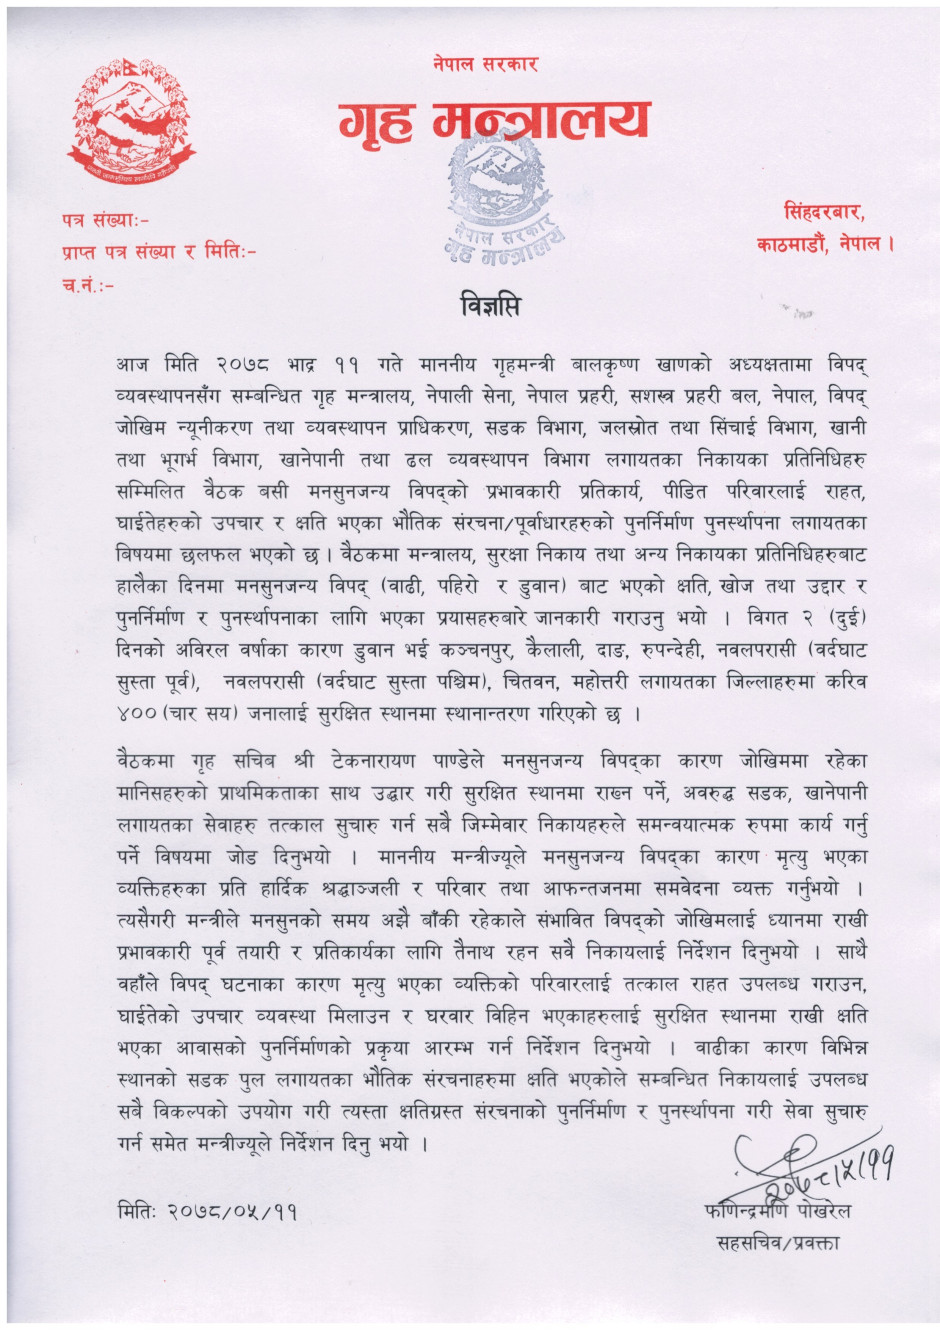 नेपाल सरकार
गृह मन्त्रालय
नेपाल सरकार
गृह मन्त्रालय
पत्र संख्याः-
प्राप्त पत्र संख्या र मितिः-
च.नं.:-
सिंहदरबार,
काठमाडौं, नेपाल ।
विज्ञप्ति
आज मिति २०७८ भाद्र ११ गते माननीय गृहमन्त्री बालकृष्ण खाणको अध्यक्षतामा विपद्
व्यवस्थापनसँग सम्बन्धित गृह मन्त्रालय, नेपाली सेना, नेपाल प्रहरी, सशस्त्र प्रहरी बल, नेपाल, विपद्
जोखिम न्यूनीकरण तथा व्यवस्थापन प्राधिकरण, सडक विभाग, जलस्रोत तथा सिंचाई विभाग, खानी
तथा भूगर्भ विभाग, खानेपानी तथा ढल व्यवस्थापन विभाग लगायतका निकायका प्रतिनिधिहरु
सम्मिलित वैठक बसी मनसुनजन्य विपद्को प्रभावकारी प्रतिकार्य, पीडित परिवारलाई राहत,
घाईतेहरुको उपचार र क्षति भएका भौतिक संरचना/पूर्वाधारहरुको पुनर्निर्माण पुनर्स्थापना लगायतका
बिषयमा छलफल भएको छ । वैठकमा मन्त्रालय, सुरक्षा निकाय तथा अन्य निकायका प्रतिनिधिहरुबाट
हालैका दिनमा मनसुनजन्य विपद् (वाढी, पहिरो र डुवान) बाट भएको क्षति, खोज तथा उद्दार र
पुनर्निर्माण र पुनर्स्थापनाका लागि भएका प्रयासहरुबारे जानकारी गराउनु भयो । विगत २ (दुई)
दिनको अविरल वर्षाका कारण डुवान भई कञ्चनपुर, कैलाली, दाङ, रुपन्देही, नवलपरासी (वर्दघाट
सुस्ता पूर्व), नवलपरासी (वर्दघाट सुस्ता पश्चिम), चितवन, महोत्तरी लगायतका जिल्लाहरुमा करिव
४०० (चार सय) जनालाई सुरक्षित स्थानमा स्थानान्तरण गरिएको छ ।
वैठकमा गृह सचिब श्री टेकनारायण पाण्डेले मनसुनजन्य विपद्का कारण जोखिममा रहेका
मानिसहरुको प्राथमिकताका साथ उद्धार गरी सुरक्षित स्थानमा राख्न पर्ने, अवरुद्ध सडक, खानेपानी
लगायतका सेवाहरु तत्काल सुचारु गर्न सबै जिम्मेवार निकायहरुले समन्वयात्मक रुपमा कार्य गर्नु
पर्ने विषयमा जोड दिनुभयो । माननीय मन्त्रीज्यूले मनसुनजन्य विपद्का कारण मृत्यु भएका
व्यक्तिहरुका प्रति हार्दिक श्रद्धाञ्जली र परिवार तथा आफन्तजनमा समवेदना व्यक्त गर्नुभयो ।
त्यसैगरी मन्त्रीले मनसुनको समय अझै बाँकी रहेकाले संभावित विपद्को जोखिमलाई ध्यानमा राखी
प्रभावकारी पूर्व तयारी र प्रतिकार्यका लागि तैनाथ रहन सवै निकायलाई निर्देशन दिनुभयो । साथै
वहाँले विपद् घटनाका कारण मृत्यु भएका व्यक्तिको परिवारलाई तत्काल राहत उपलब्ध गराउन,
घाईतेको उपचार व्यवस्था मिलाउन र घरवार विहिन भएकाहरुलाई सुरक्षित स्थानमा राखी क्षति
भएका आवासको पुनर्निर्माणको प्रकृया आरम्भ गर्न निर्देशन दिनुभयो । वाढीका कारण विभिन्न
स्थानको सडक पुल लगायतका भौतिक संरचनाहरुमा क्षति भएकोले सम्बन्धित निकायलाई उपलब्ध
सबै विकल्पको उपयोग गरी त्यस्ता क्षतिग्रस्त संरचनाको पुनर्निर्माण र पुनर्स्थापना गरी सेवा सुचारु
गर्न समेत मन्त्रीज्यूले निर्देशन दिनु भयो ।
२०७८/५/११
मितिः २०७८/०५/११
फणिन्द्रमणि पोखरेल
सहसचिव/प्रवक्ता